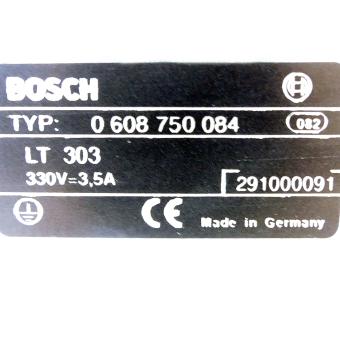 BOSCH
TYP: 0 608 750 084 082
LT 303
330V=3,5A 291000091
CE Made in Germany